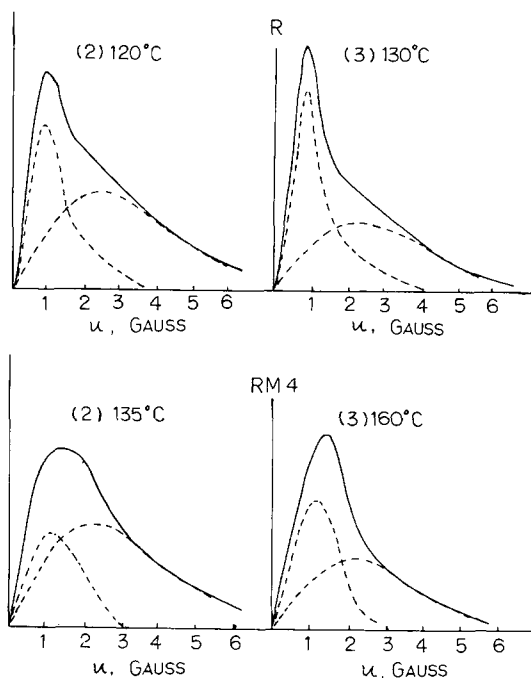 R
(2) 120°C
(3) 130°C
1 2 3 4 5 6
1 2 3 4 5 6
u, GAUSS
u, GAUSS
RM 4
(2) 135°C
(3) 160°C
1 2 3 4 5 6
1 2 3 4 5 6
u, GAUSS
u, GAUSS